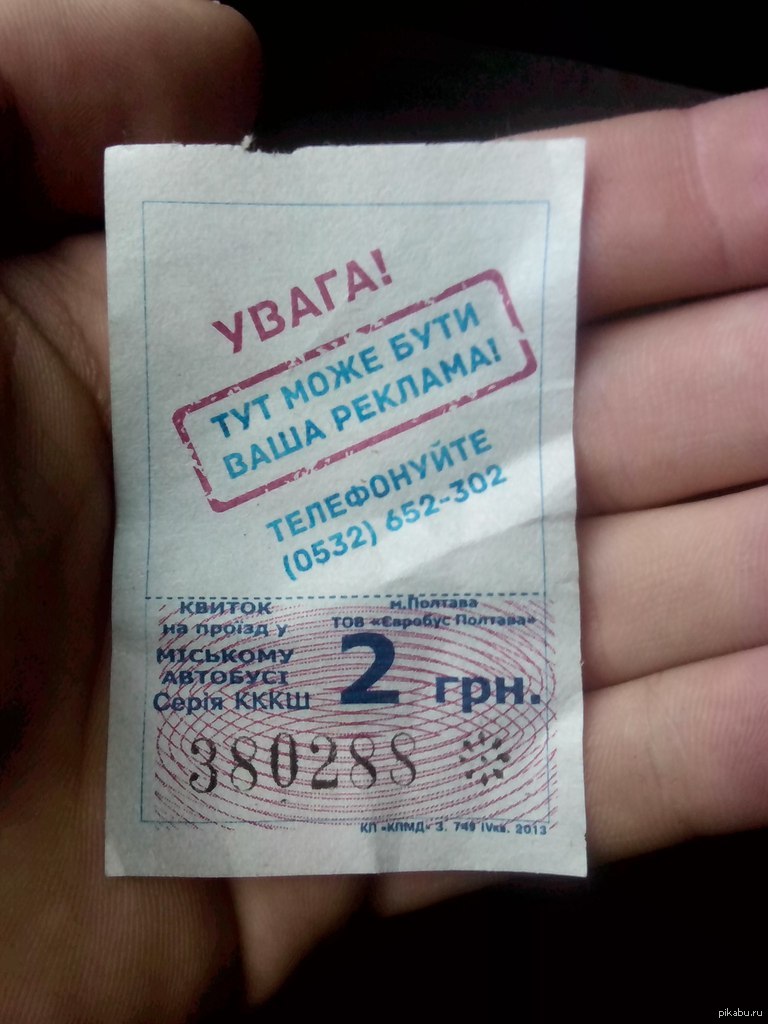 УВАГА!
ТУТ МОЖЕ БУТИ
ВАША РЕКЛАМА!
ТЕЛЕФОНУЙТЕ
(0532) 652-302
КВИТОК
на проїзд у
МІСЬКОМУ
АВТОБУСІ
Серія КККШ
м.Полтава
ТОВ «Євробус Полтава»
2 грн.
380288
КП «КПМД» З. 749 IVкв. 2013
pikabu.ru